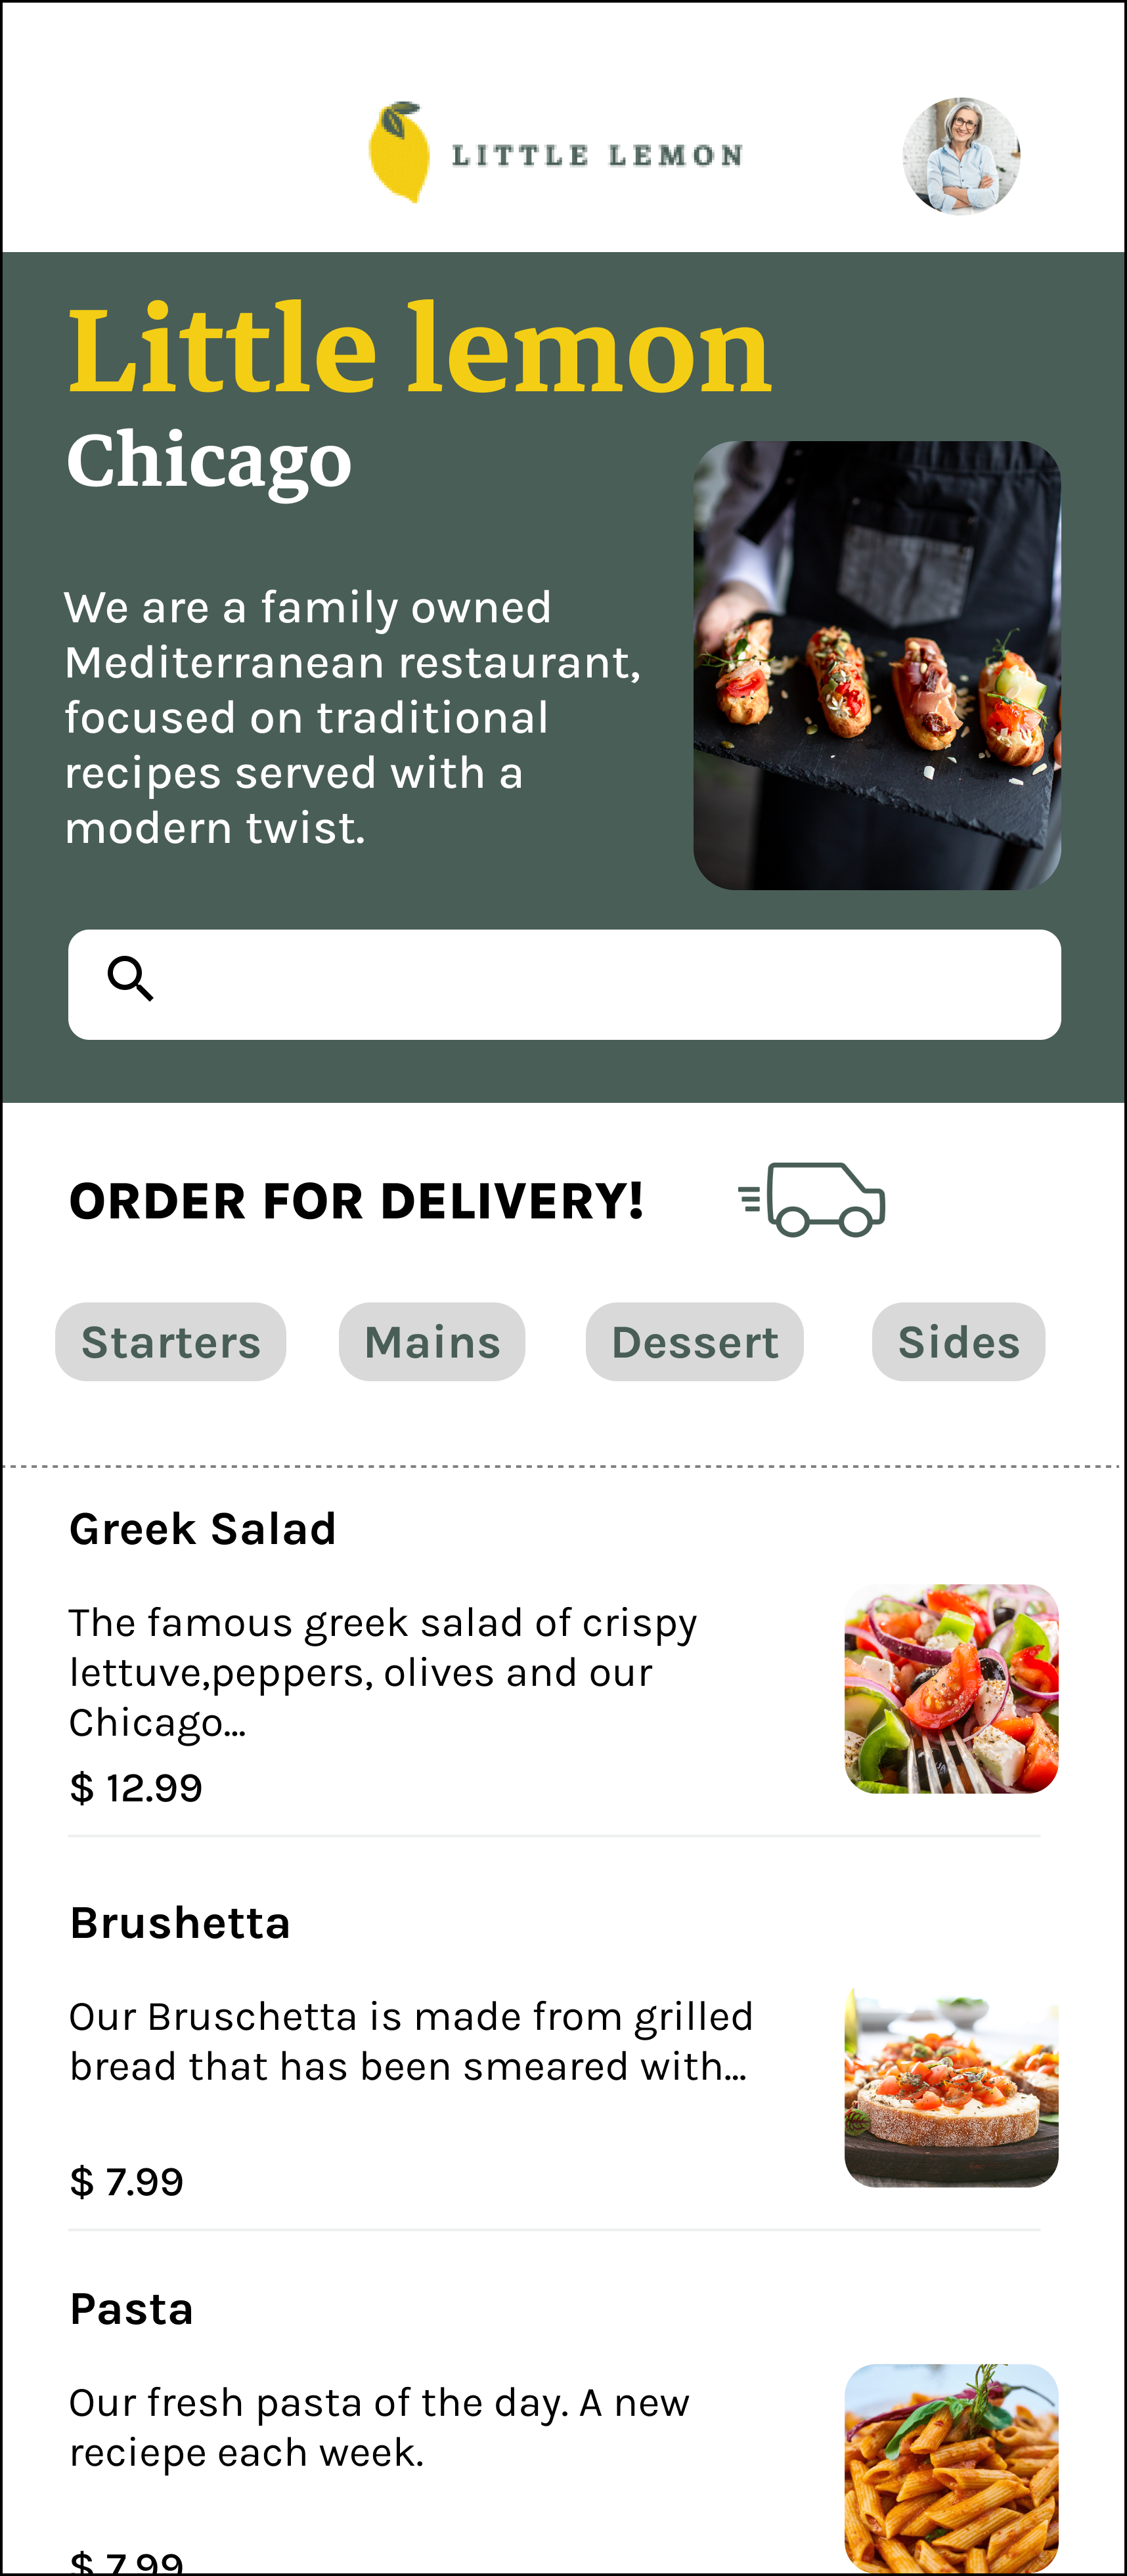 LITTLE LEMON
Little lemon
Chicago
We are a family owned
Mediterranean restaurant,
focused on traditional
recipes served with a
modern twist.
ORDER FOR DELIVERY!
Starters Mains Dessert Sides
Greek Salad
The famous greek salad of crispy
lettuve,peppers, olives and our
Chicago...
$ 12.99
Brushetta
Our Bruschetta is made from grilled
bread that has been smeared with...
$ 7.99
Pasta
Our fresh pasta of the day. A new
reciepe each week.
$ 7.99